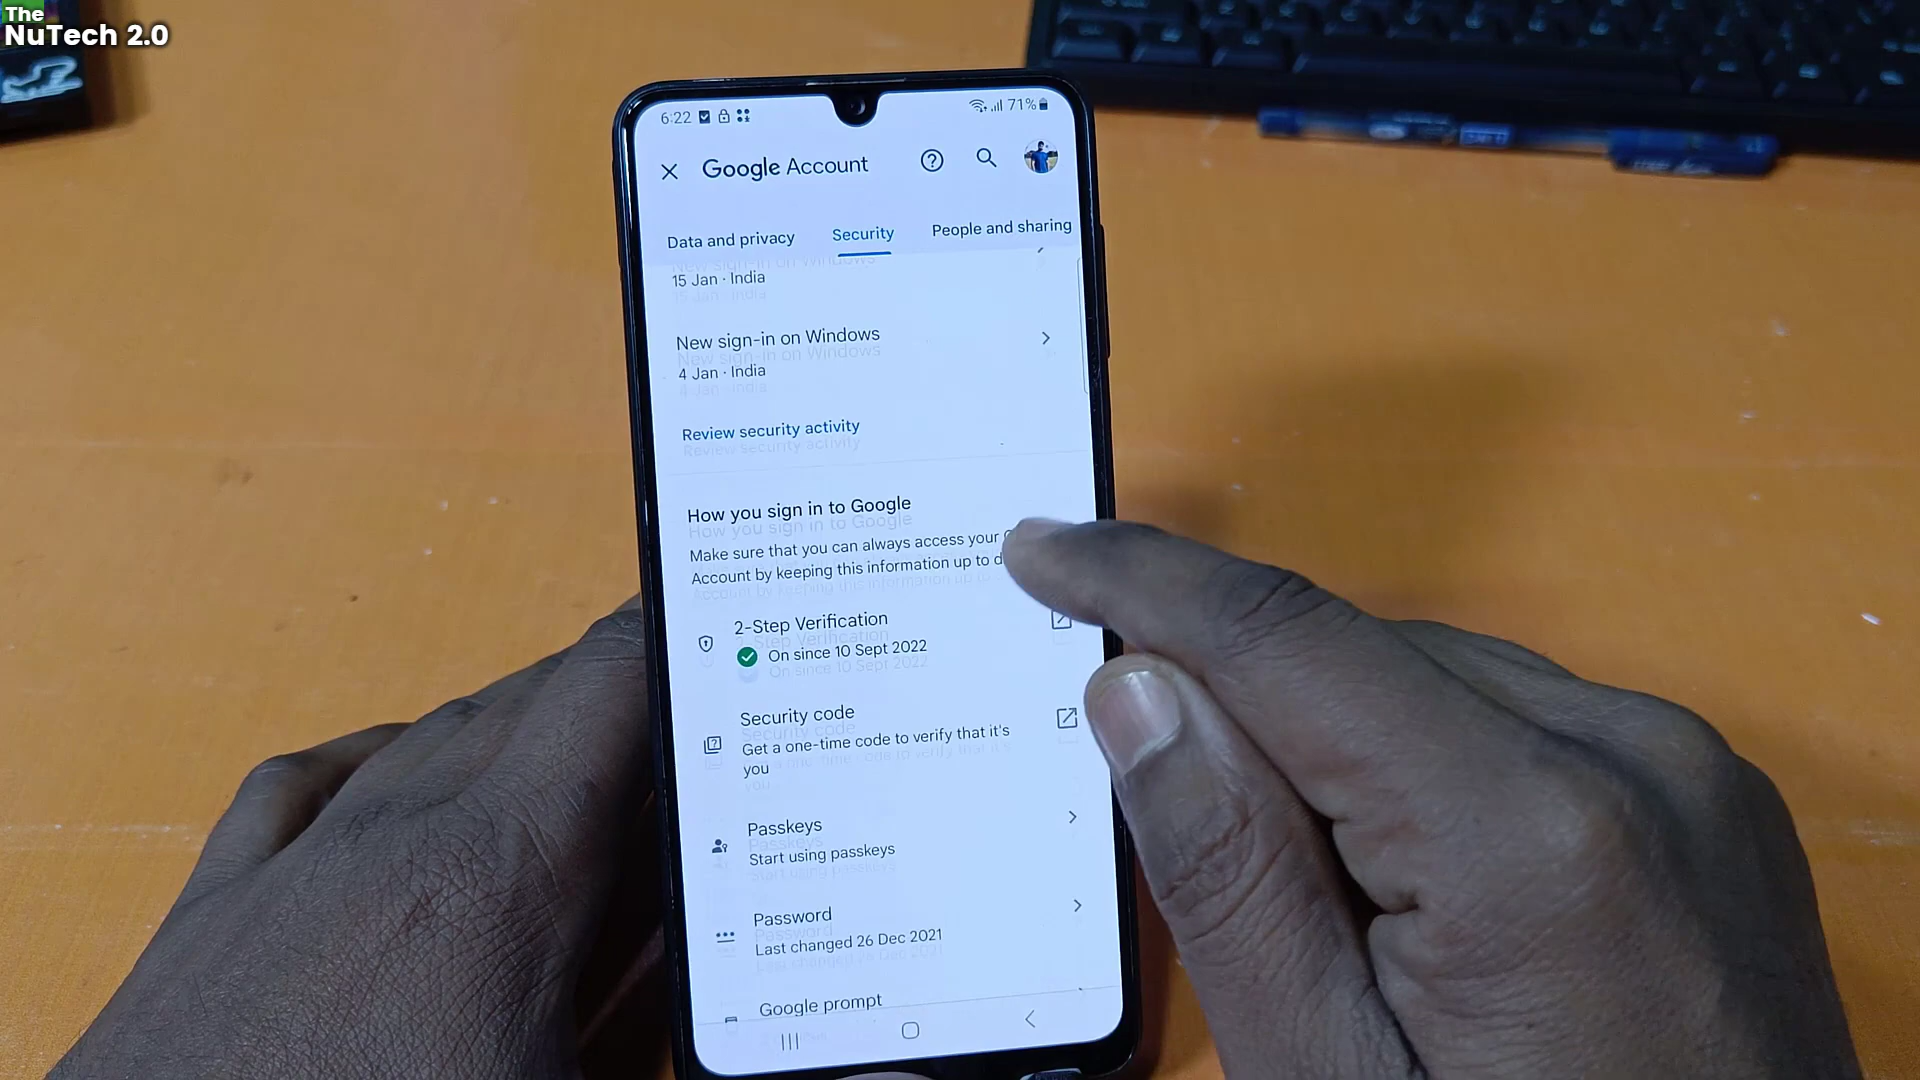 The
NuTech 2.0
6:22
71%
Google Account
Data and privacy
Security
People and sharing
15 Jan · India
New sign-in on Windows
4 Jan · India
Review security activity
How you sign in to Google
Make sure that you can always access your
Account by keeping this information up to
2-Step Verification
On since 10 Sept 2022
Security code
Get a one-time code to verify that it's
you
Passkeys
Start using passkeys
Password
Last changed 26 Dec 2021
Google prompt